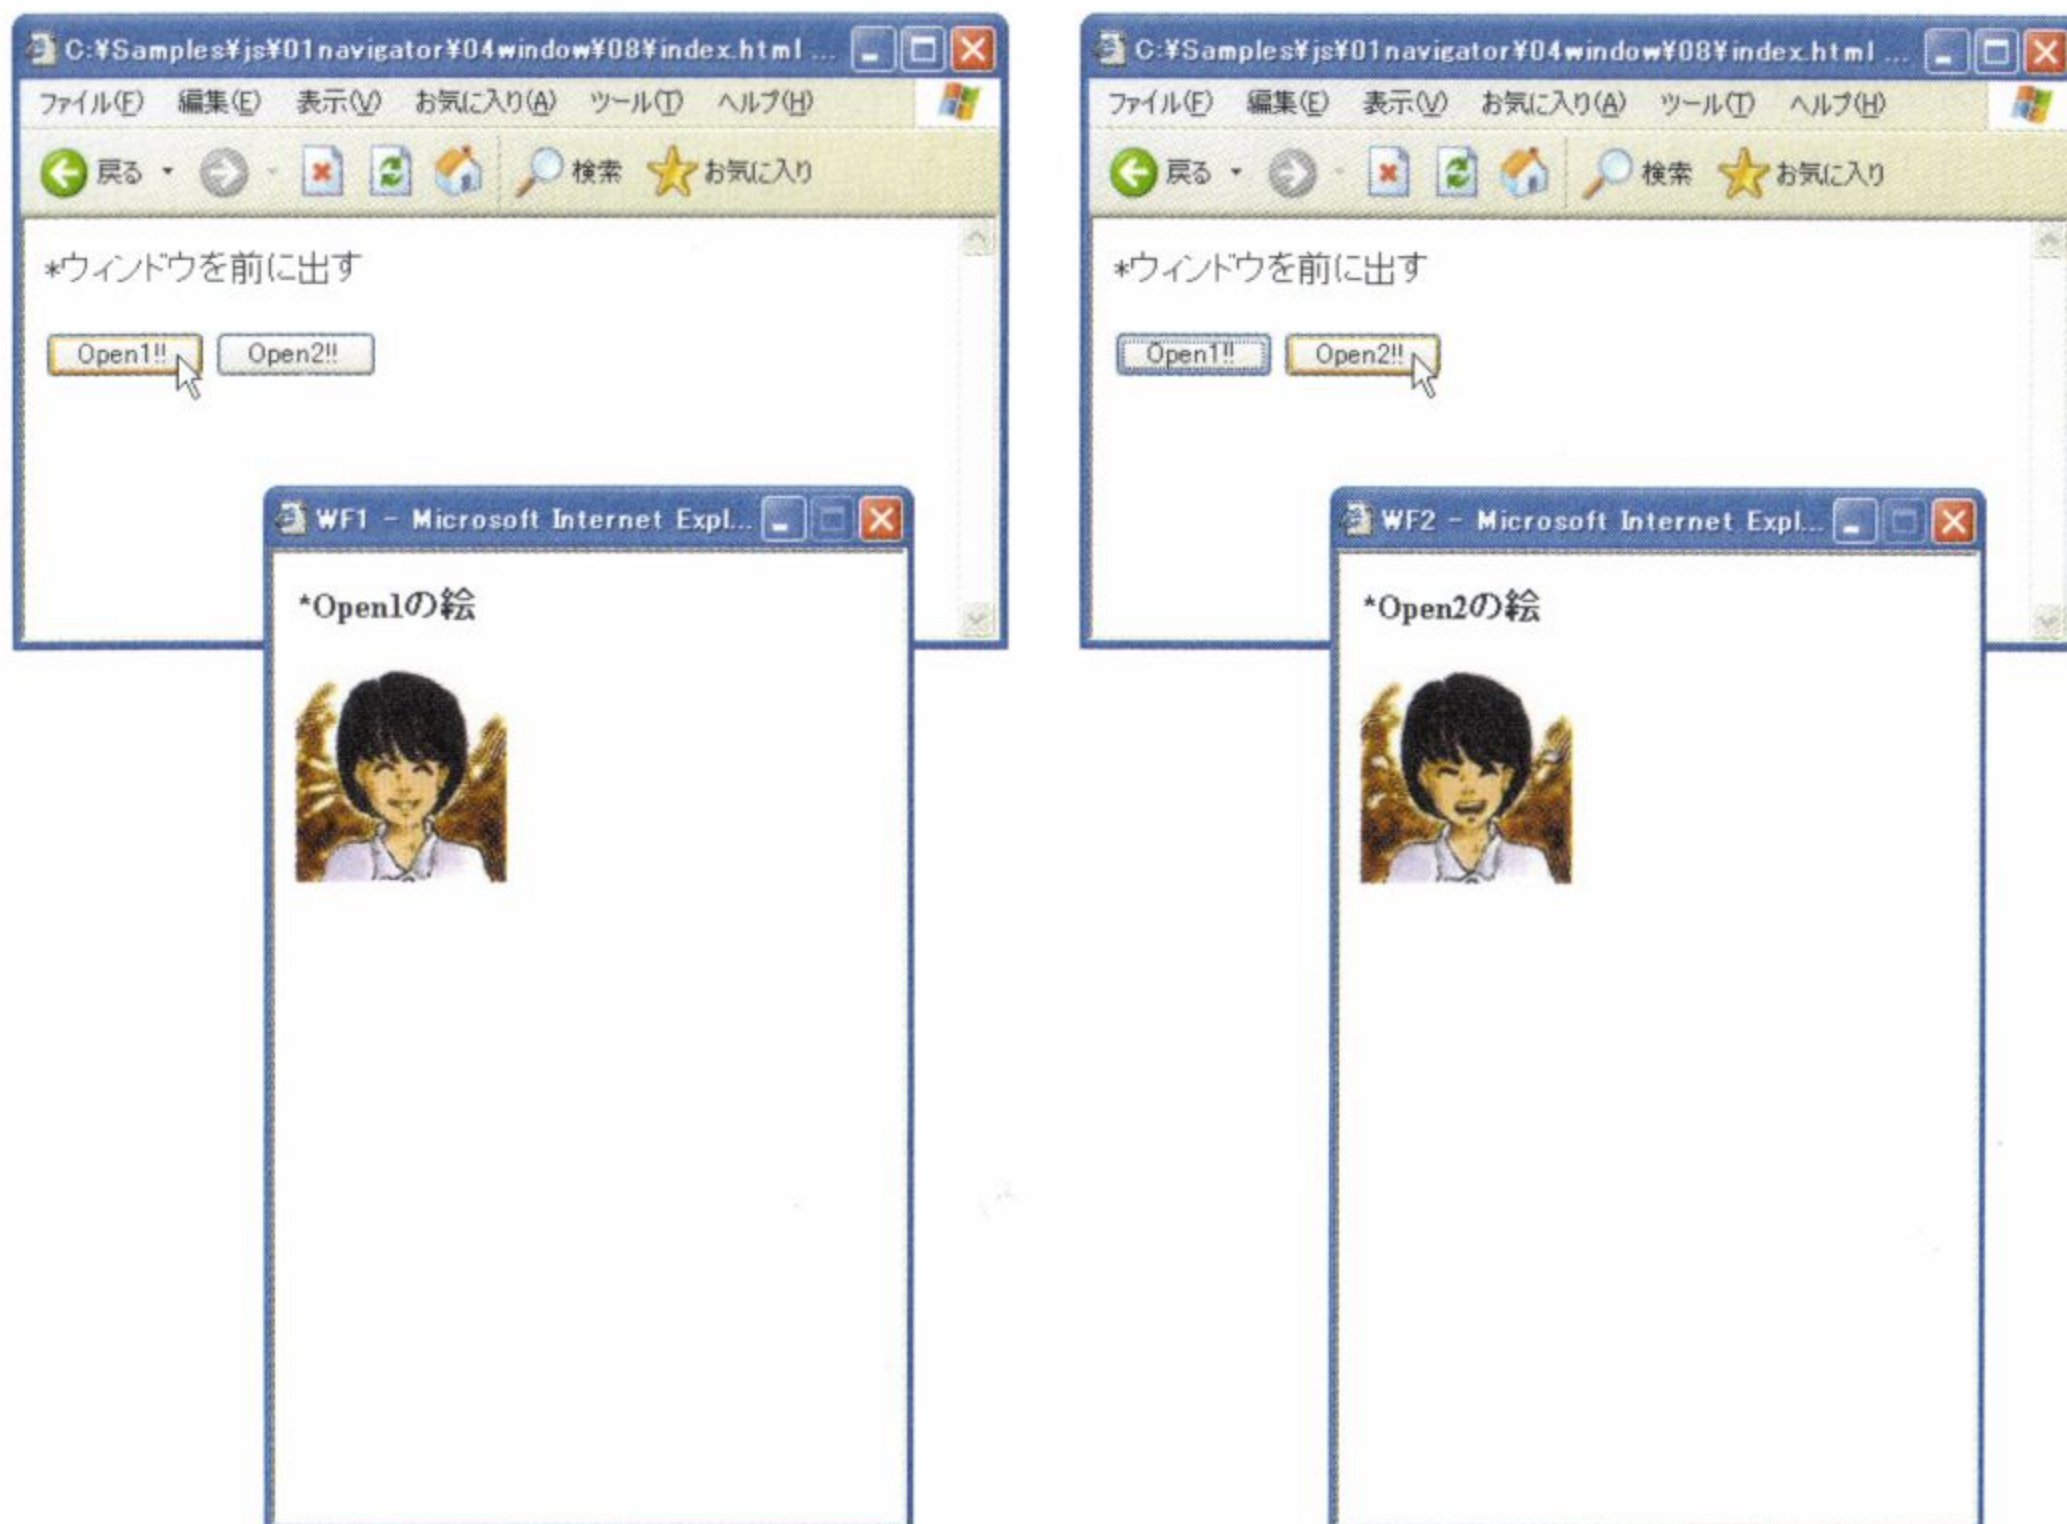 C:¥Samples¥js¥01navigator¥04window¥08¥index.html ...
ファイル(F) 編集(E) 表示(V) お気に入り(A) ツール(T) ヘルプ(H)
戻る 検索 お気に入り
*ウィンドウを前に出す
Open1!! Open2!!
WF1 - Microsoft Internet Expl...
*Open1の絵
C:¥Samples¥js¥01navigator¥04window¥08¥index.html ...
ファイル(F) 編集(E) 表示(V) お気に入り(A) ツール(T) ヘルプ(H)
戻る 検索 お気に入り
*ウィンドウを前に出す
Open1!! Open2!!
WF2 - Microsoft Internet Expl...
*Open2の絵